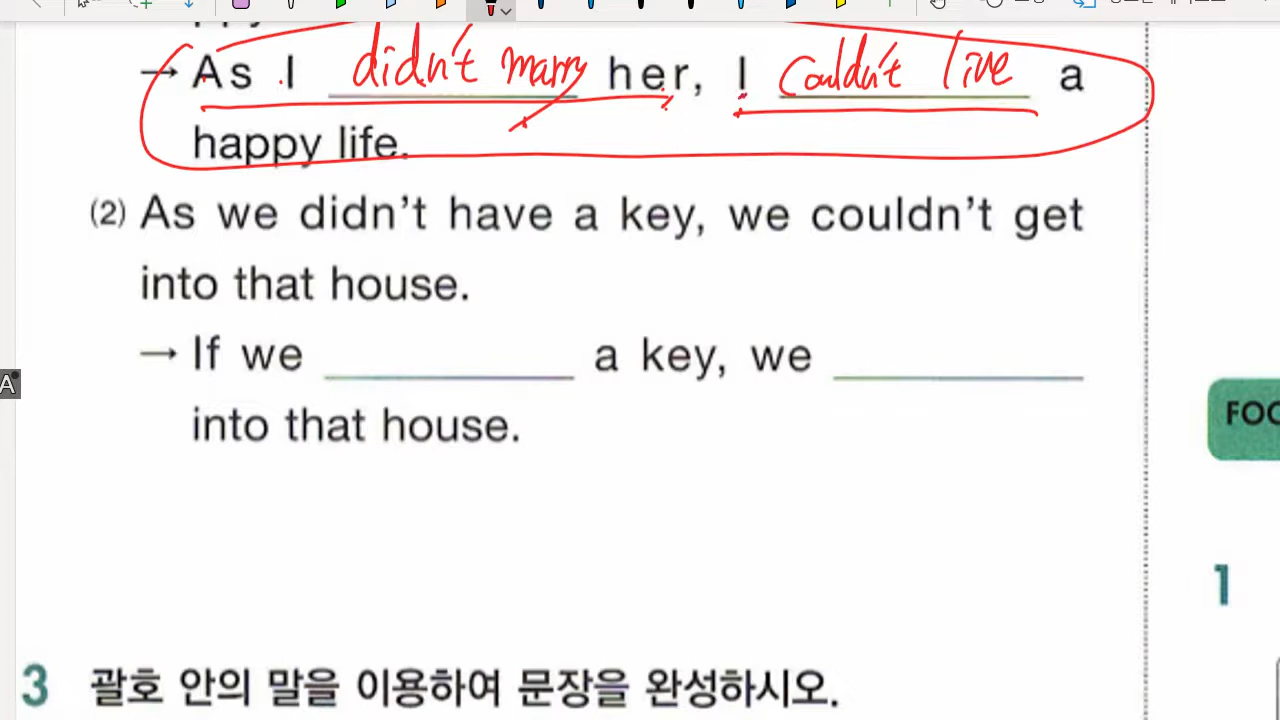 → As I didn't marry her, I couldn't live a
happy life.
(2) As we didn't have a key, we couldn't get
into that house.
→ If we ____ a key, we ____
into that house.
A
FOC
1
3 괄호 안의 말을 이용하여 문장을 완성하시오.